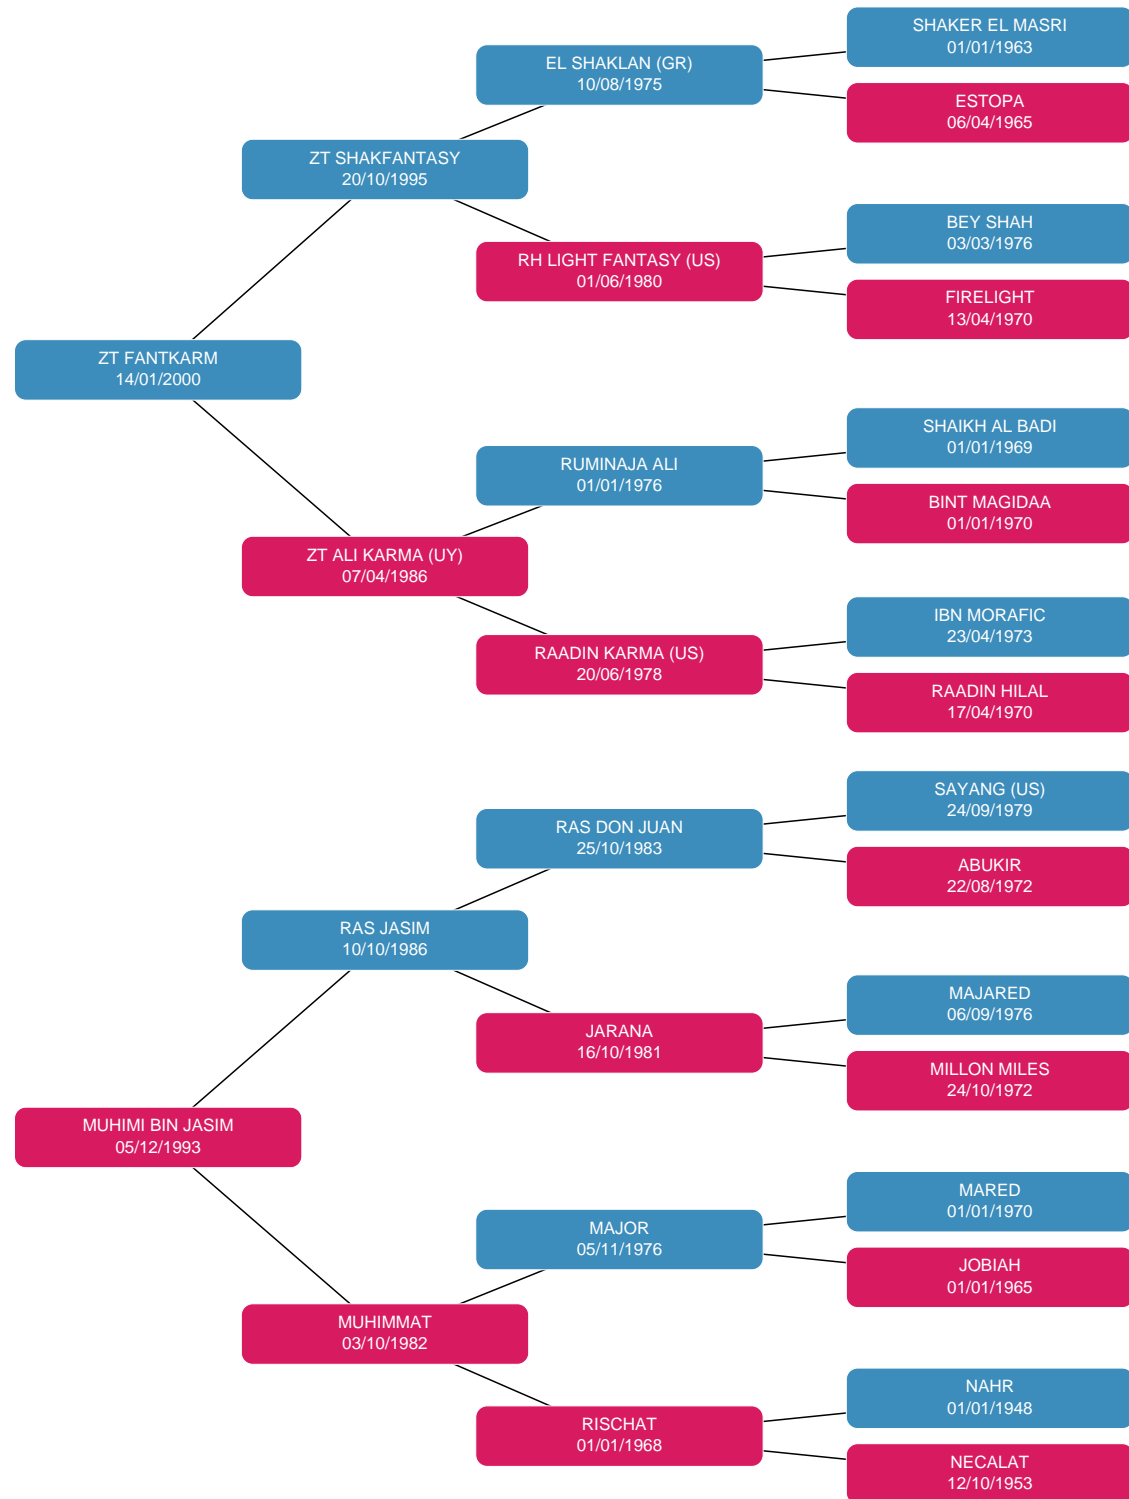 SHAKER EL MASRI
01/01/1963
EL SHAKLAN (GR)
10/08/1975
ESTOPA
06/04/1965
ZT SHAKFANTASY
20/10/1995
BEY SHAH
03/03/1976
RH LIGHT FANTASY (US)
01/06/1980
FIRELIGHT
13/04/1970
ZT FANTKARM
14/01/2000
SHAIKH AL BADI
01/01/1969
RUMINAJA ALI
01/01/1976
BINT MAGIDAA
01/01/1970
ZT ALI KARMA (UY)
07/04/1986
IBN MORAFIC
23/04/1973
RAADIN KARMA (US)
20/06/1978
RAADIN HILAL
17/04/1970
SAYANG (US)
24/09/1979
RAS DON JUAN
25/10/1983
ABUKIR
22/08/1972
RAS JASIM
10/10/1986
MAJARED
06/09/1976
JARANA
16/10/1981
MILLON MILES
24/10/1972
MUHIMI BIN JASIM
05/12/1993
MARED
01/01/1970
MAJOR
05/11/1976
JOBIAH
01/01/1965
MUHIMMAT
03/10/1982
NAHR
01/01/1948
RISCHAT
01/01/1968
NECALAT
12/10/1953